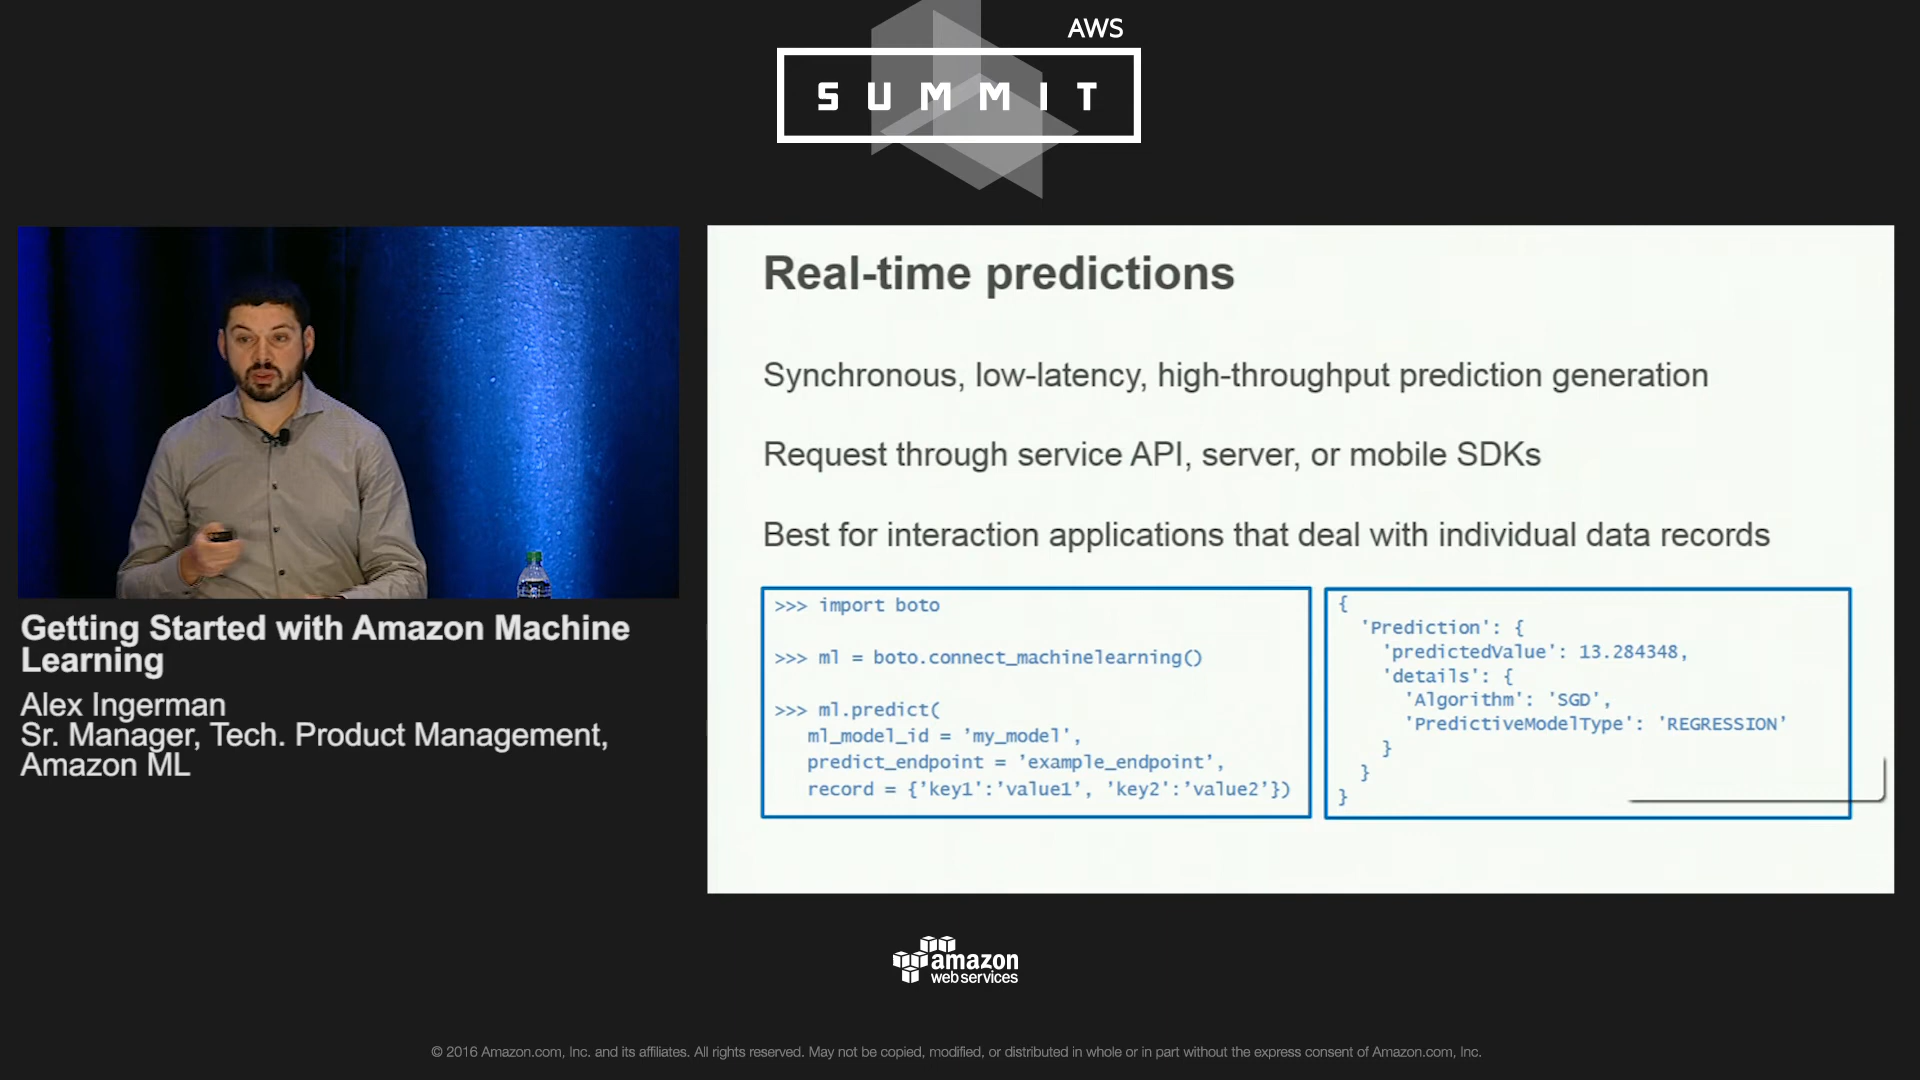 AWS
SUMMIT
Real-time predictions
Synchronous, low-latency, high-throughput prediction generation
Request through service API, server, or mobile SDKs
Best for interaction applications that deal with individual data records
>>> import boto
>>> ml = boto.connect_machinelearning()
>>> ml.predict(
ml_model_id = 'my_model',
predict_endpoint = 'example_endpoint',
record = {'key1':'value1', 'key2':'value2'})
{
'Prediction': {
'predictedValue': 13.284348,
'details': {
'Algorithm': 'SGD',
'PredictiveModelType': 'REGRESSION'
}
}
}
Getting Started with Amazon Machine
Learning
Alex Ingerman
Sr. Manager, Tech. Product Management,
Amazon ML
amazon
web services
© 2016 Amazon.com, Inc. and its affiliates. All rights reserved. May not be copied, modified, or distributed in whole or in part without the express consent of Amazon.com, Inc.